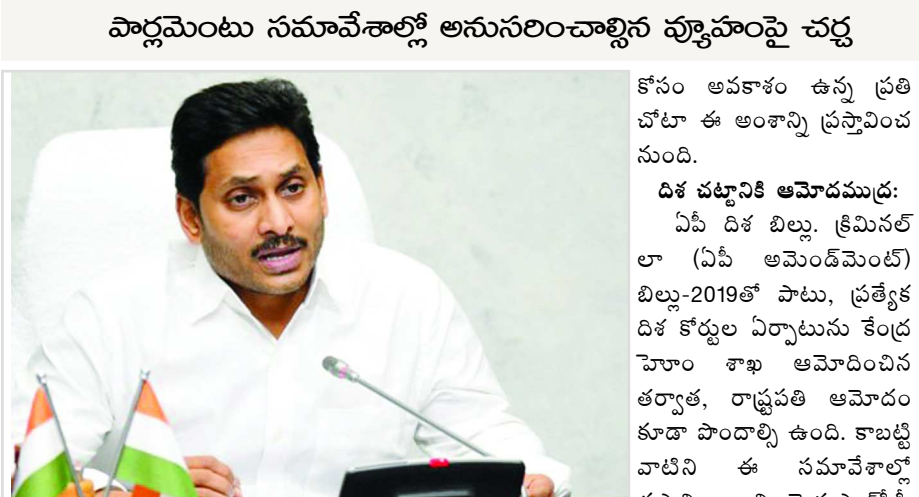 పార్లమెంటు సమావేశాల్లో అనుసరించాల్సిన వ్యూహంపై చర్చ
కోసం అవకాశం ఉన్న ప్రతి
చోటా ఈ అంశాన్ని ప్రస్తావించ
నుంది.
దిశ చట్టానికి ఆమోదముద్ర:
ఏపీ దిశ బిల్లు. క్రిమినల్
లా (ఏపీ అమెండ్‌మెంట్)
బిల్లు-2019తో పాటు, ప్రత్యేక
దిశ కోర్టుల ఏర్పాటును కేంద్ర
హెూం శాఖ ఆమోదించిన
తర్వాత, రాష్ట్రపతి ఆమోదం
కూడా పొందాల్సి ఉంది. కాబట్టి
వాటిని ఈ సమావేశాల్లో